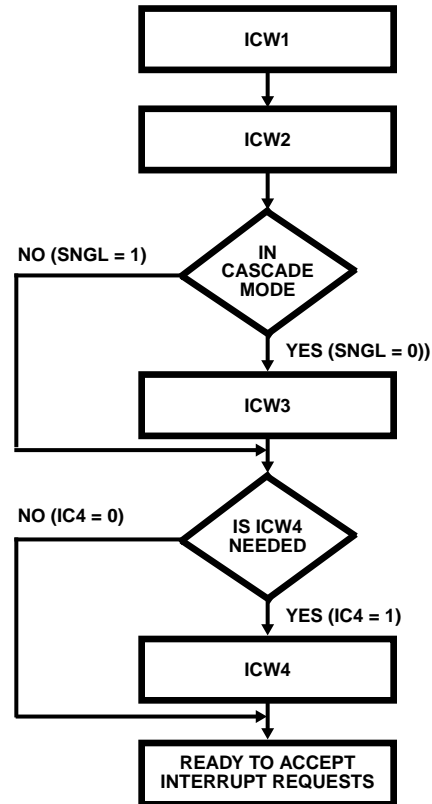 ICW1
ICW2
IN
CASCADE
MODE
NO (SNGL = 1)
YES (SNGL = 0))
ICW3
IS ICW4
NEEDED
NO (IC4 = 0)
YES (IC4 = 1)
ICW4
READY TO ACCEPT
INTERRUPT REQUESTS